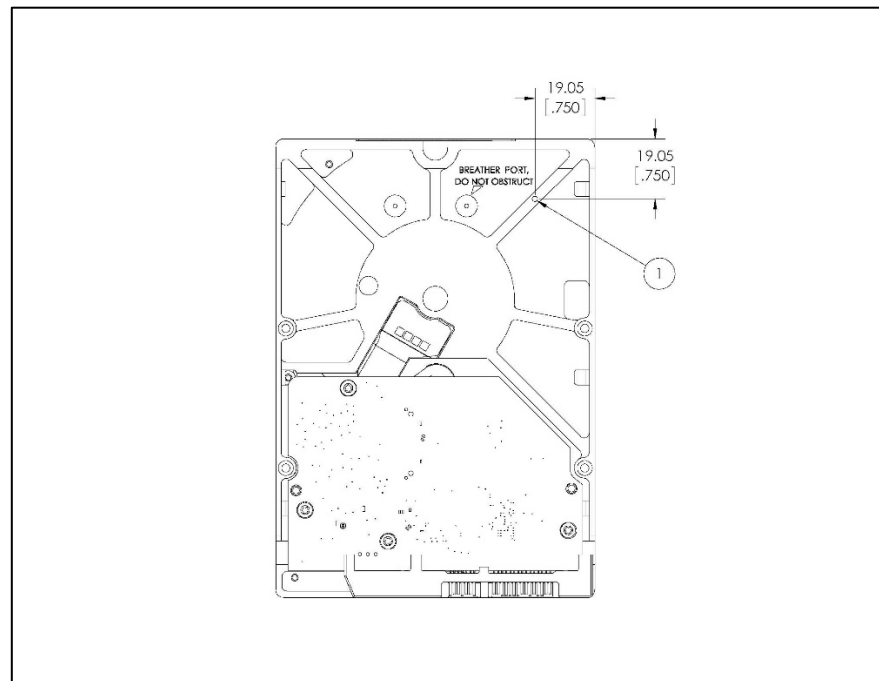 19.05
[.750]
19.05
[.750]
BREATHER PORT,
DO NOT OBSTRUCT
1